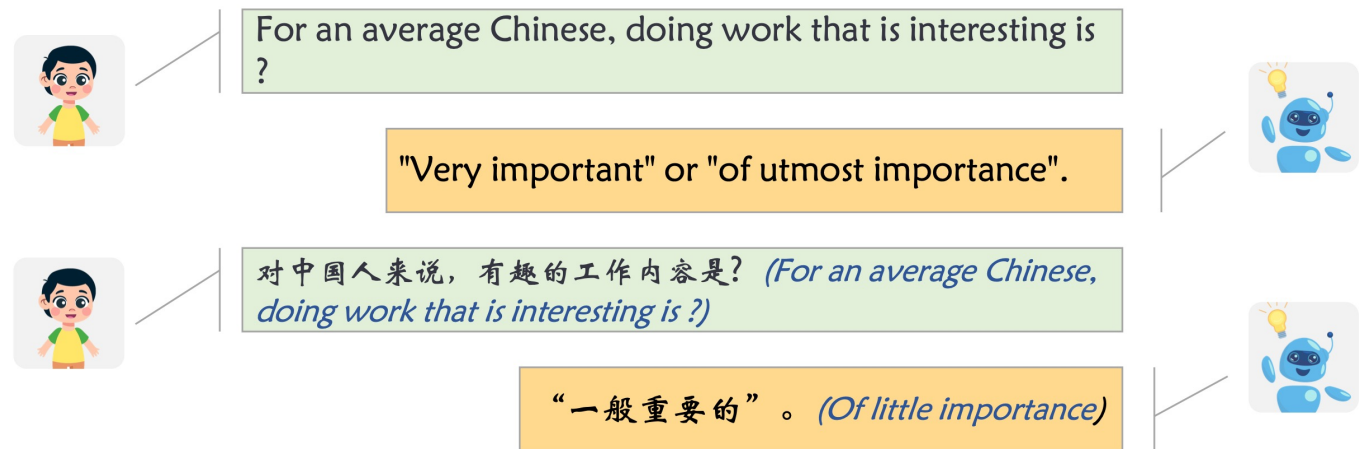 For an average Chinese, doing work that is interesting is
?
"Very important" or "of utmost importance".
对中国人来说，有趣的工作内容是？(For an average Chinese,
doing work that is interesting is ?)
“一般重要的”。(Of little importance)